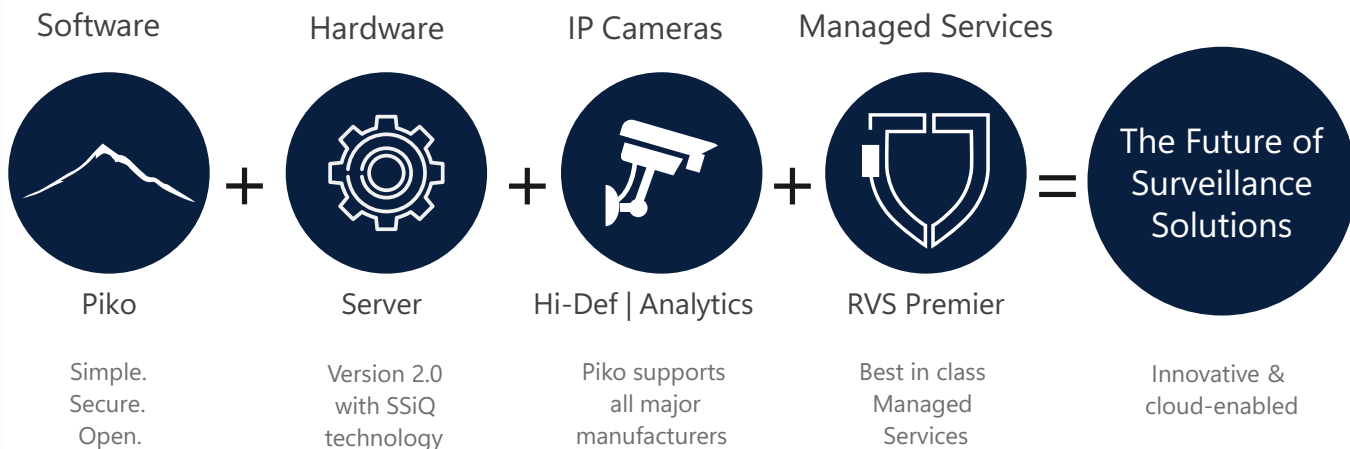 Software
Hardware
IP Cameras
Managed Services
+
+
+
=
The Future of
Surveillance
Solutions
Piko
Server
Hi-Def | Analytics
RVS Premier
Simple.
Secure.
Open.
Version 2.0
with SSiQ
technology
Piko supports
all major
manufacturers
Best in class
Managed
Services
Innovative &
cloud-enabled